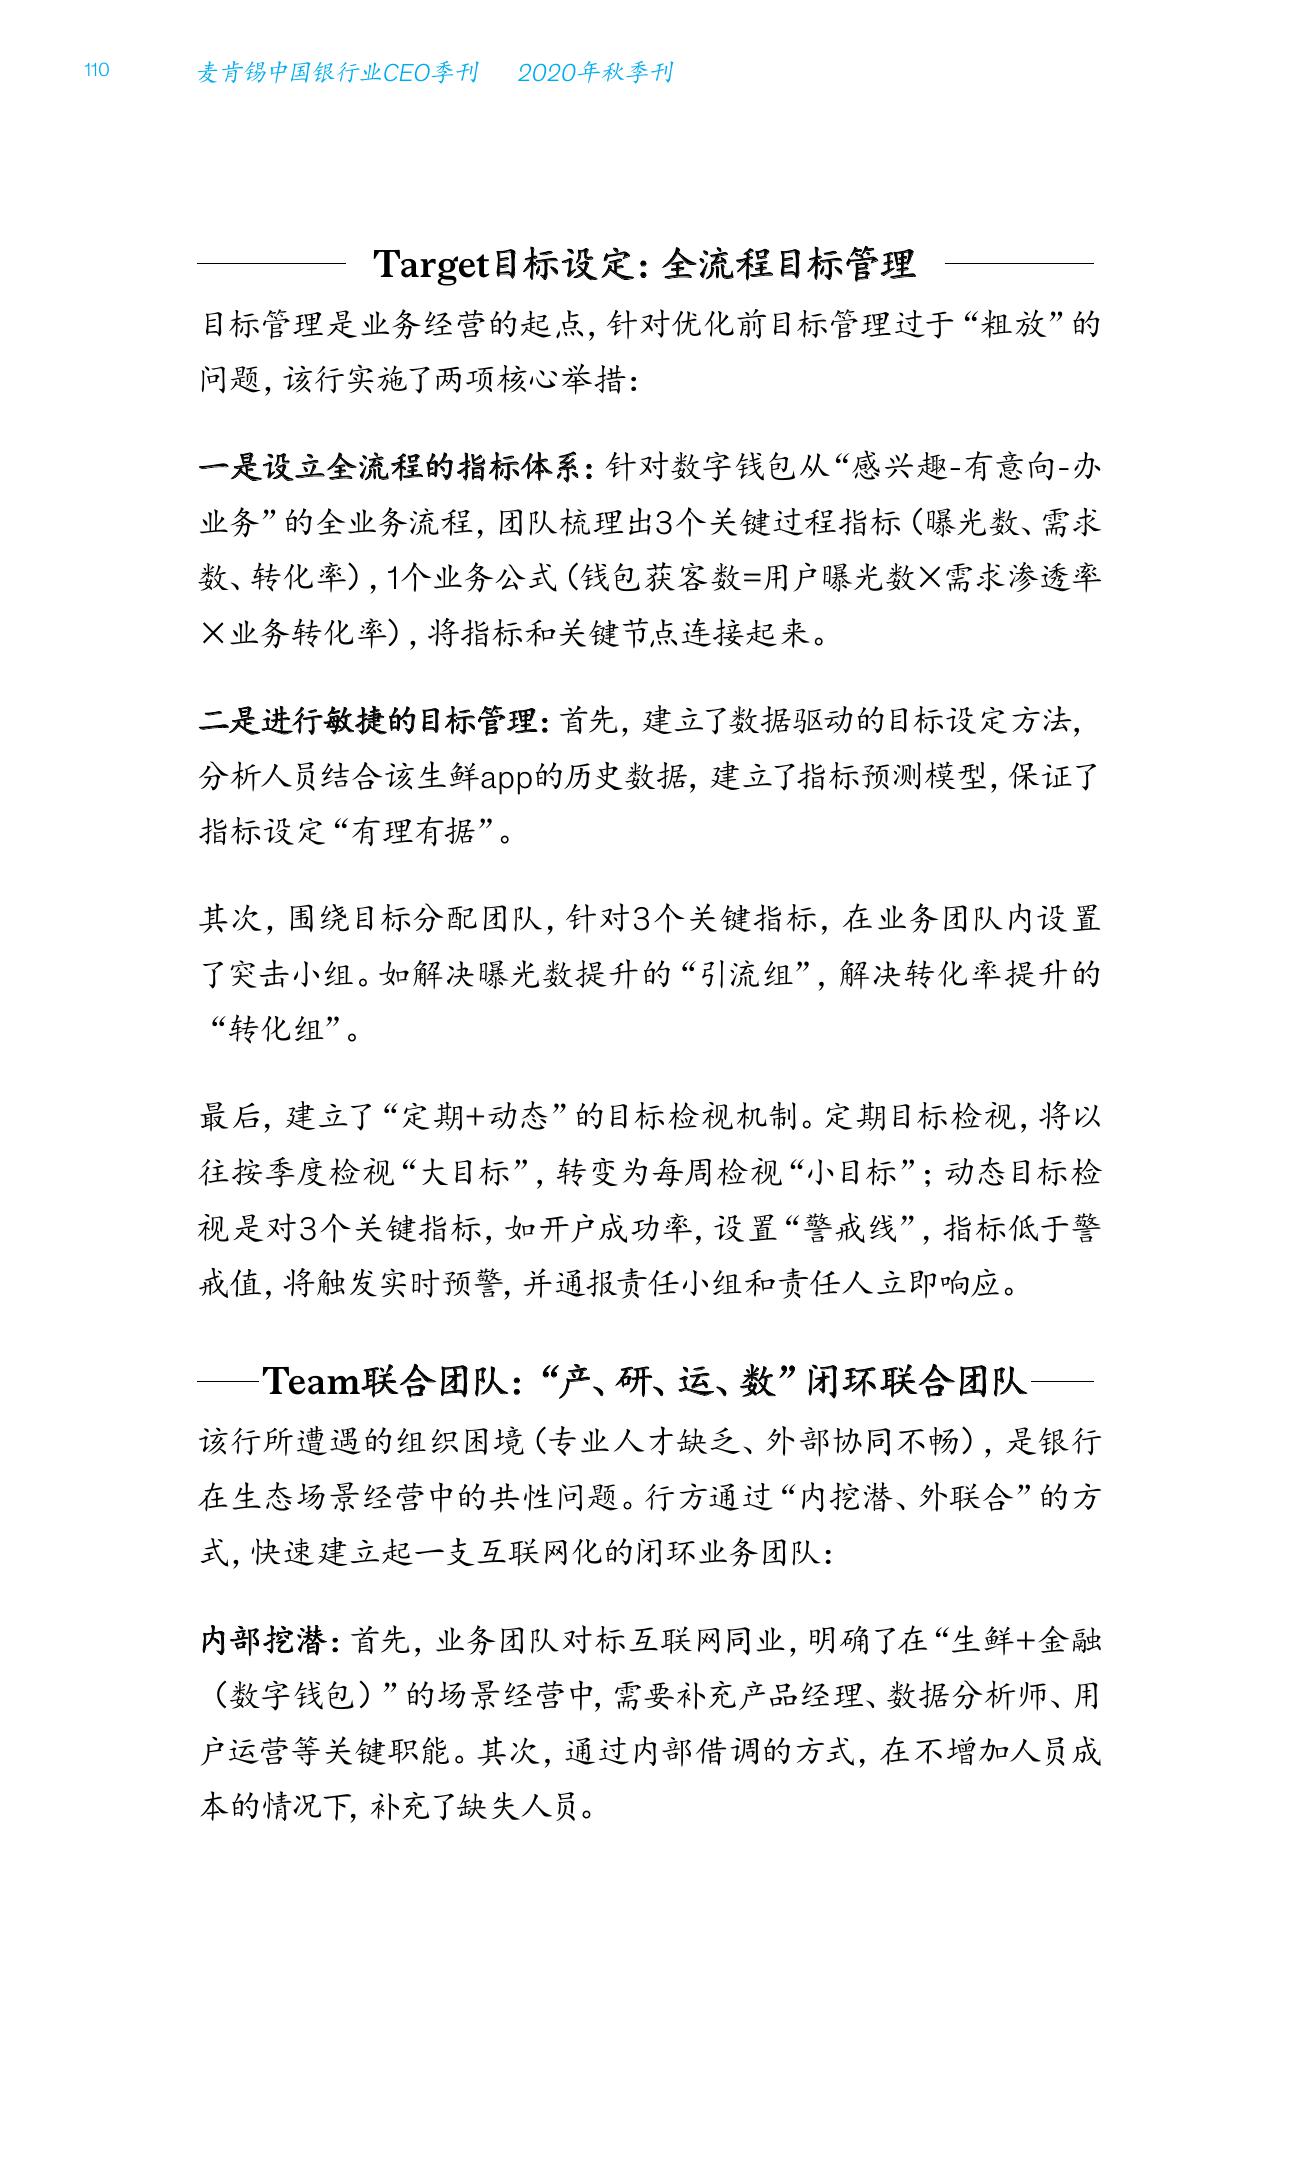 110 麦肯锡中国银行业CEO季刊 2020年秋季刊
Target目标设定：全流程目标管理
目标管理是业务经营的起点，针对优化前目标管理过于“粗放”的
问题，该行实施了两项核心举措：
一是设立全流程的指标体系：针对数字钱包从“感兴趣-有意向-办
业务”的全业务流程，团队梳理出3个关键过程指标（曝光数、需求
数、转化率），1个业务公式（钱包获客数=用户曝光数×需求渗透率
×业务转化率），将指标和关键节点连接起来。
二是进行敏捷的目标管理：首先，建立了数据驱动的目标设定方法，
分析人员结合该生鲜app的历史数据，建立了指标预测模型，保证了
指标设定“有理有据”。
其次，围绕目标分配团队，针对3个关键指标，在业务团队内设置
了突击小组。如解决曝光数提升的“引流组”，解决转化率提升的
“转化组”。
最后，建立了“定期+动态”的目标检视机制。定期目标检视，将以
往按季度检视“大目标”，转变为每周检视“小目标”；动态目标检
视是对3个关键指标，如开户成功率，设置“警戒线”，指标低于警
戒值，将触发实时预警，并通报责任小组和责任人立即响应。
Team联合团队：“产、研、运、数”闭环联合团队
该行所遭遇的组织困境（专业人才缺乏、外部协同不畅），是银行
在生态场景经营中的共性问题。行方通过“内挖潜、外联合”的方
式，快速建立起一支互联网化的闭环业务团队：
内部挖潜：首先，业务团队对标互联网同业，明确了在“生鲜+金融
（数字钱包）”的场景经营中，需要补充产品经理、数据分析师、用
户运营等关键职能。其次，通过内部借调的方式，在不增加人员成
本的情况下，补充了缺失人员。